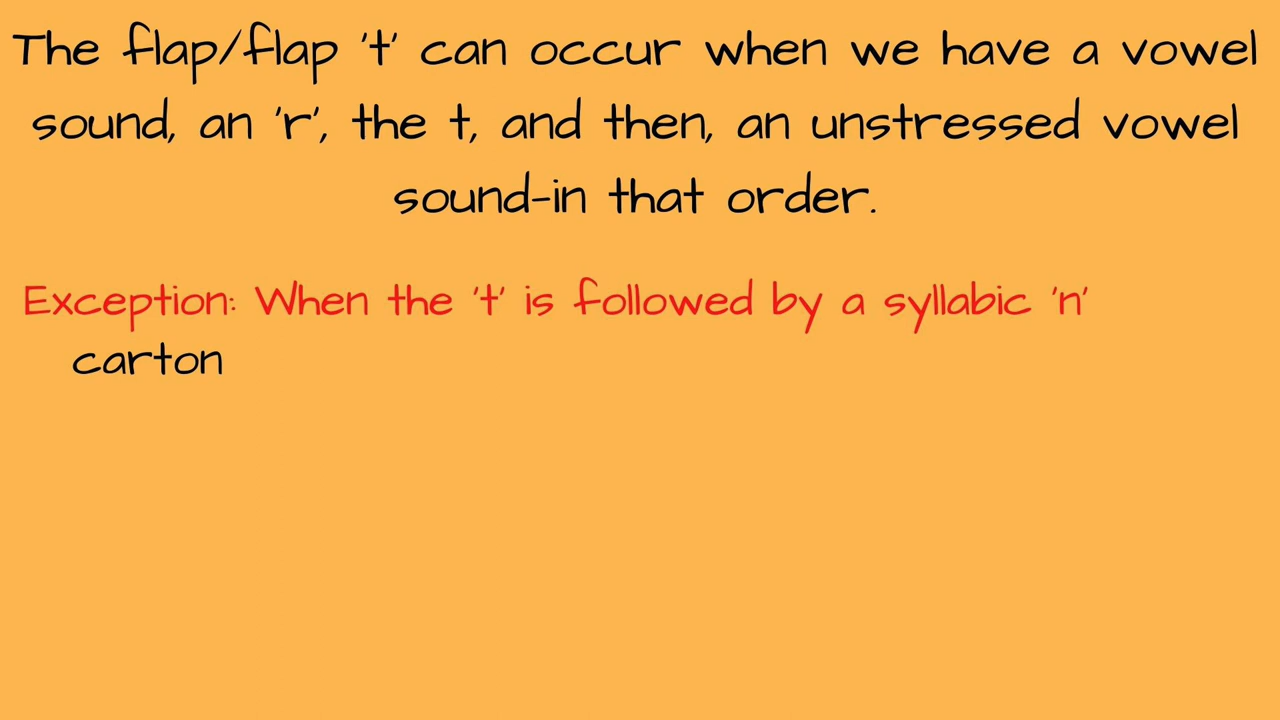 The flap/flap 't' can occur when we have a vowel
sound, an 'r', the t, and then, an unstressed vowel
sound-in that order.
Exception: When the 't' is followed by a syllabic 'n'
carton